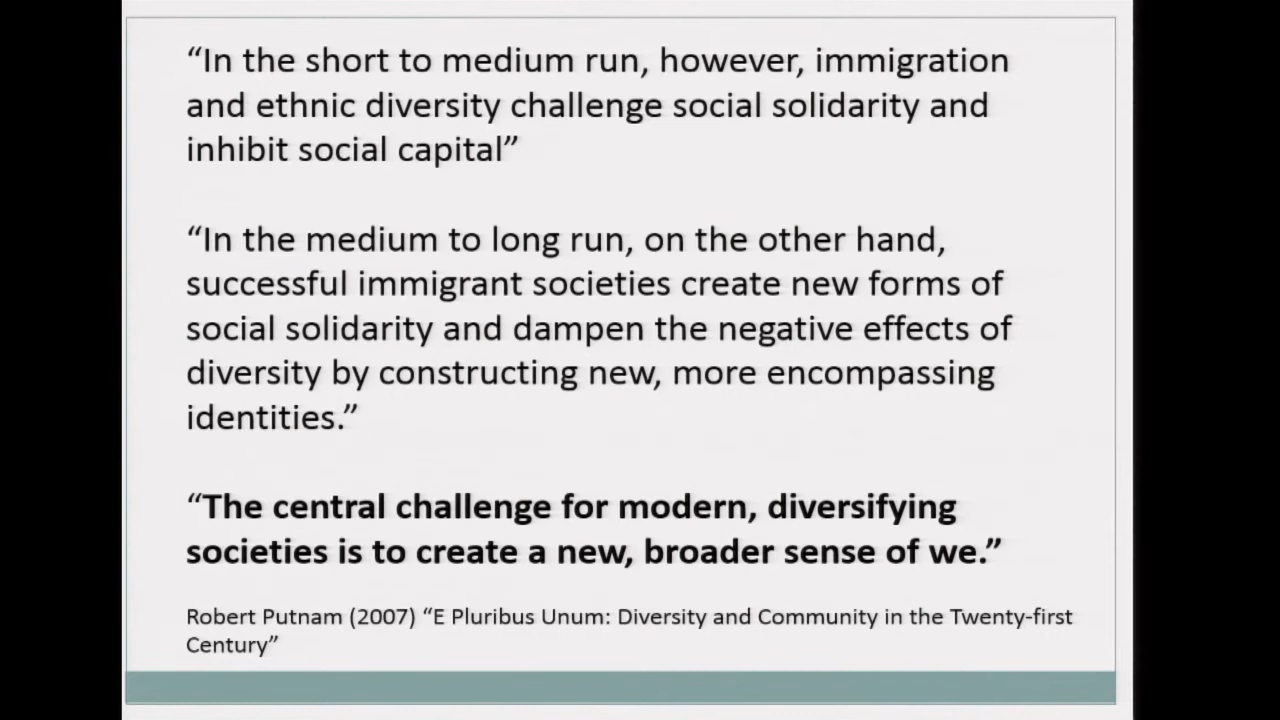 “In the short to medium run, however, immigration
and ethnic diversity challenge social solidarity and
inhibit social capital”
“In the medium to long run, on the other hand,
successful immigrant societies create new forms of
social solidarity and dampen the negative effects of
diversity by constructing new, more encompassing
identities.”
“The central challenge for modern, diversifying
societies is to create a new, broader sense of we.”
Robert Putnam (2007) “E Pluribus Unum: Diversity and Community in the Twenty-first
Century”